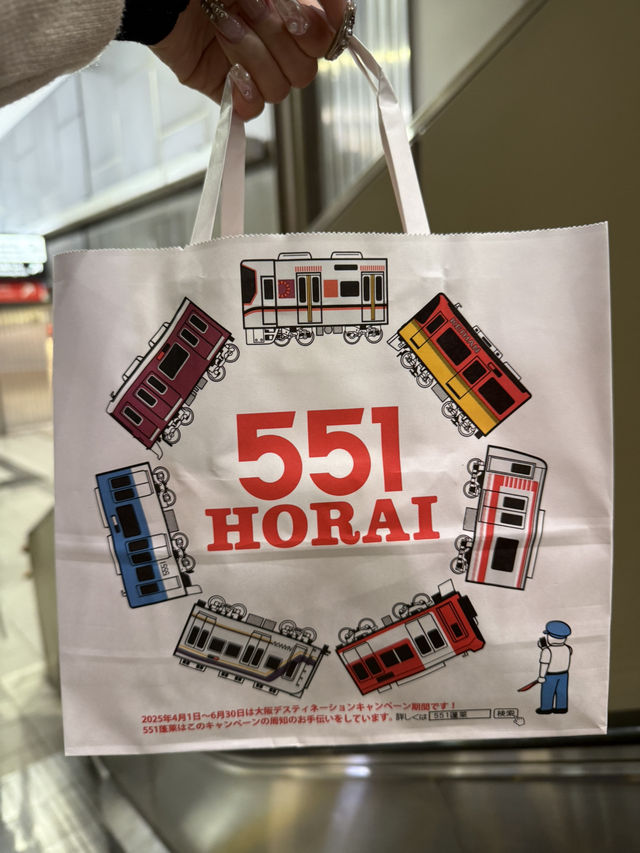 551
HORAI
551
2025年4月1日～6月30日は大阪デスティネーションキャンペーン期間です！
551蓬莱はこのキャンペーンの周知のお手伝いをしています。 詳しくは 551蓬莱 検索